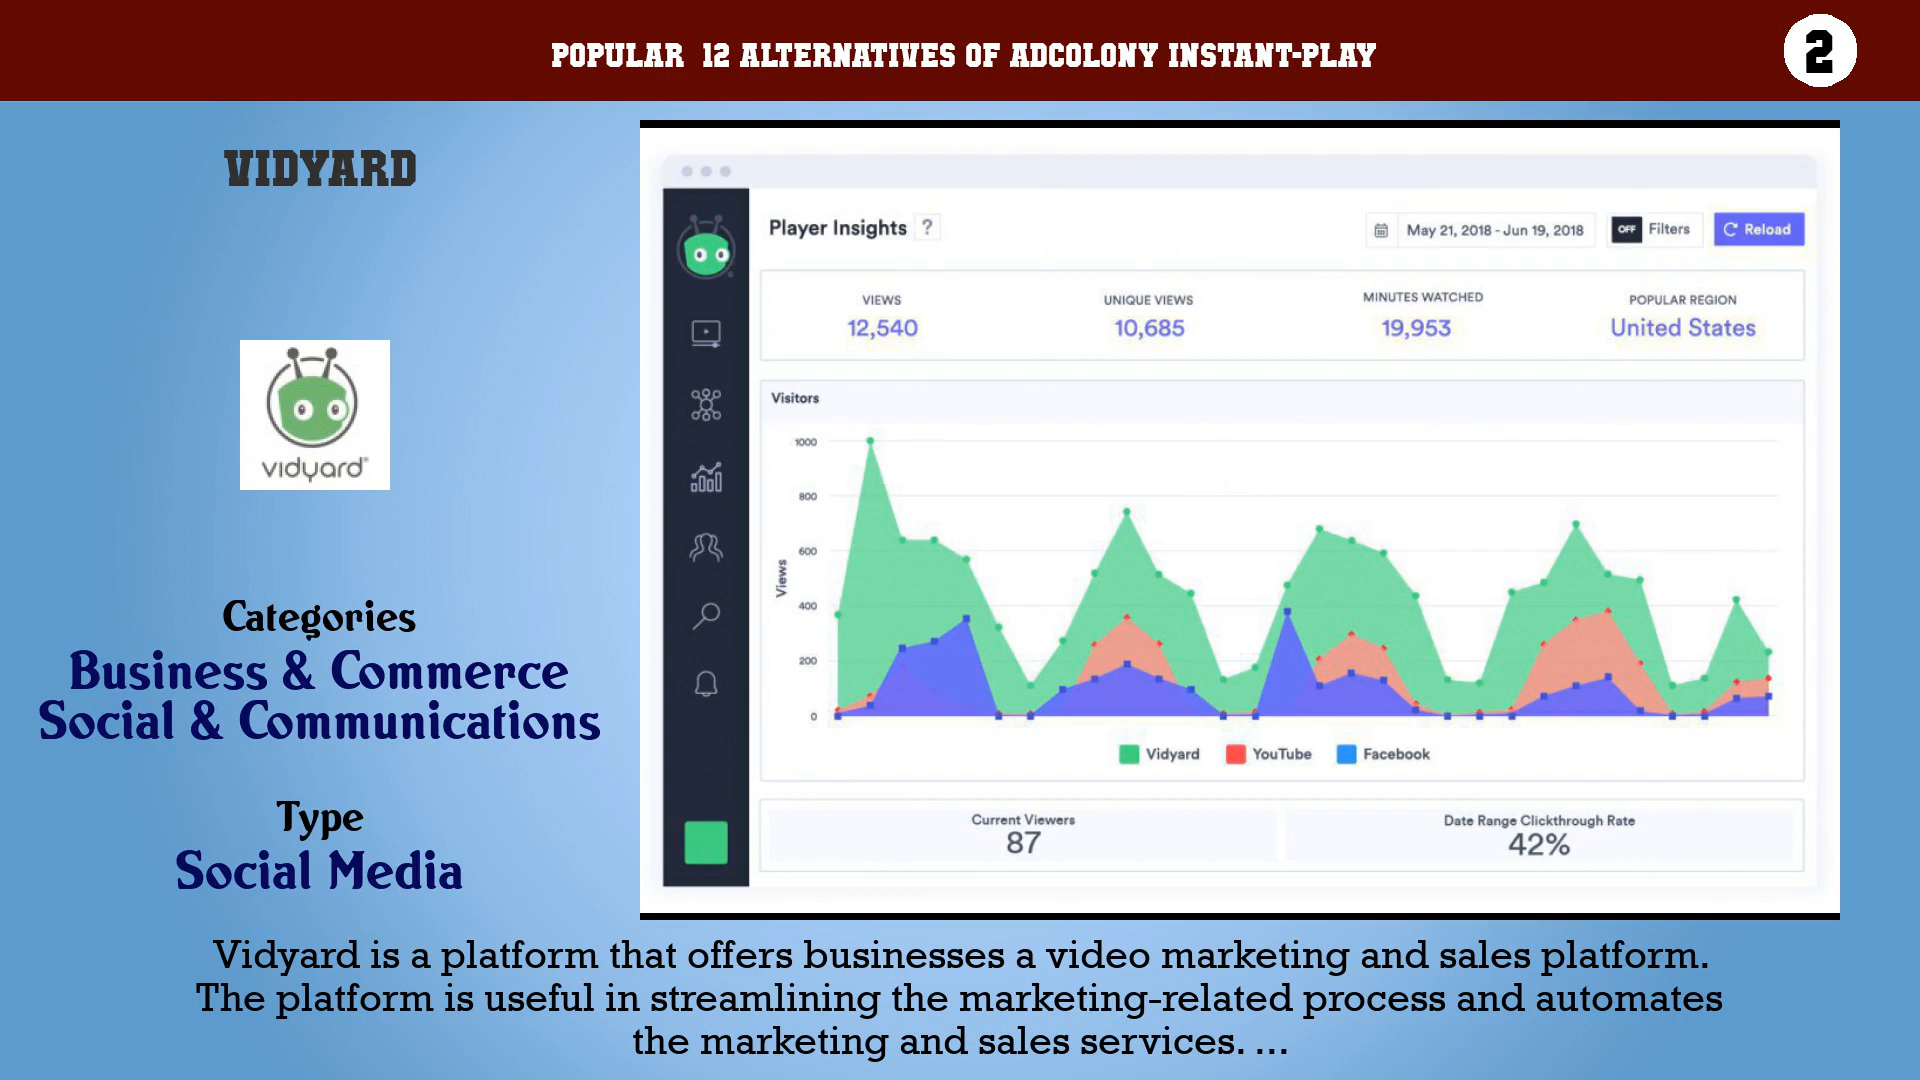 POPULAR 12 ALTERNATIVES OF ADCOLONY INSTANT-PLAY
2
VIDYARD
vidyard
Categories
Business & Commerce
Social & Communications
Type
Social Media
Player Insights ?
May 21, 2018 - Jun 19, 2018
OFF Filters
Reload
VIEWS
12,540
UNIQUE VIEWS
10,685
MINUTES WATCHED
19,953
POPULAR REGION
United States
Visitors
Views
1000
800
600
400
200
0
Vidyard YouTube Facebook
Current Viewers
87
Date Range Clickthrough Rate
42%
Vidyard is a platform that offers businesses a video marketing and sales platform.
The platform is useful in streamlining the marketing-related process and automates
the marketing and sales services. ...